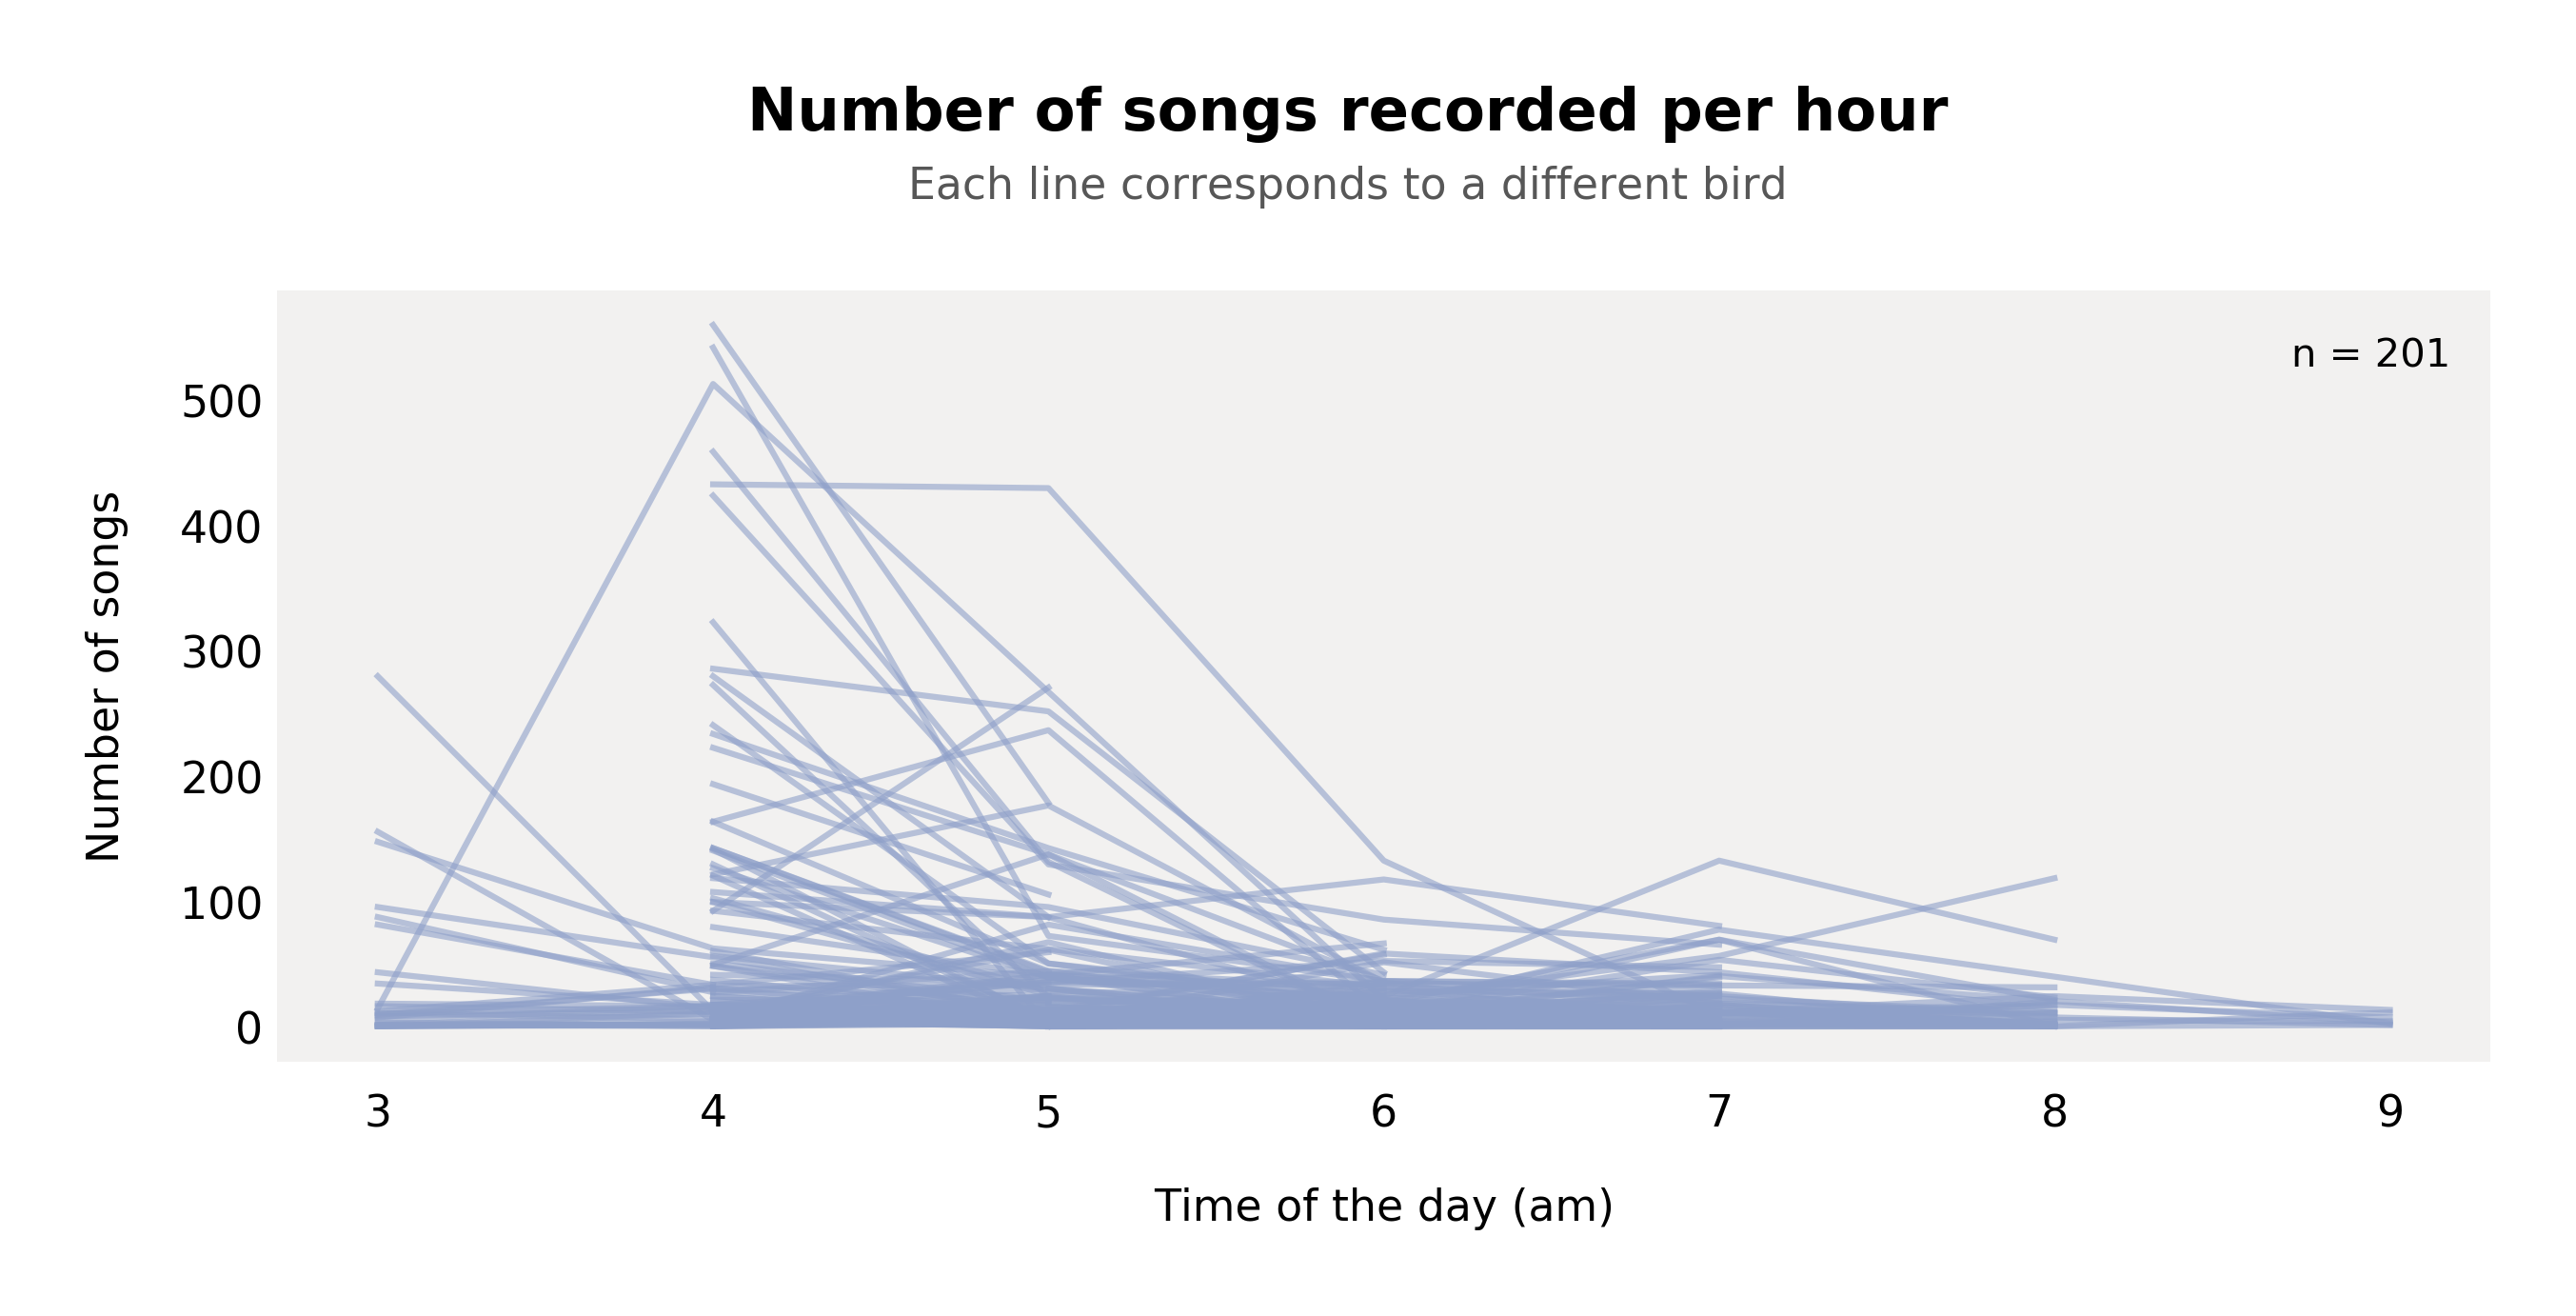 Number of songs recorded per hour
Each line corresponds to a different bird
n = 201
Number of songs
500
400
300
200
100
0
3 4 5 6 7 8 9
Time of the day (am)